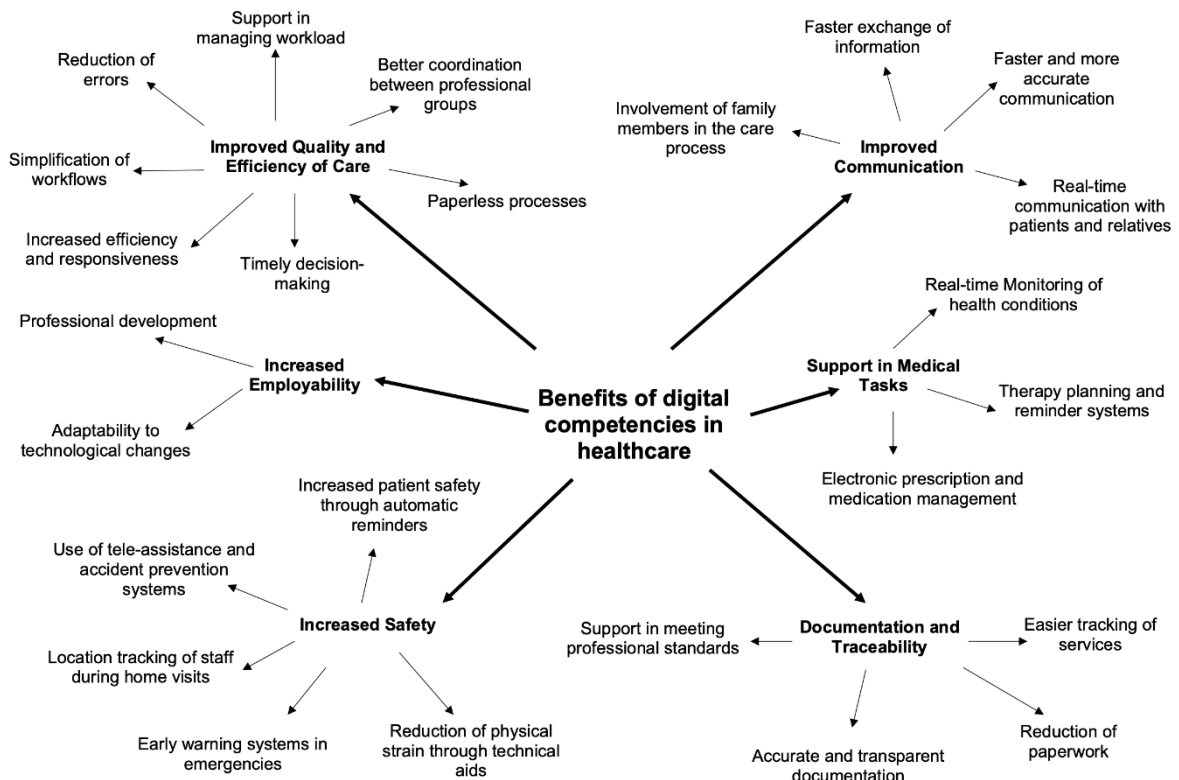 Support in
managing workload
Reduction of
errors
Better coordination
between professional
groups
Improved Quality and
Efficiency of Care
Simplification of
workflows
Paperless processes
Increased efficiency
and responsiveness
Timely decision-
making
Faster exchange of
information
Faster and more
accurate
communication
Involvement of family
members in the care
process
Improved
Communication
Real-time
communication with
patients and relatives
Professional development
Increased
Employability
Adaptability to
technological changes
Benefits of digital
competencies in
healthcare
Real-time Monitoring of
health conditions
Support in Medical
Tasks
Therapy planning and
reminder systems
Electronic prescription and
medication management
Increased patient safety
through automatic
reminders
Use of tele-assistance and
accident prevention
systems
Increased Safety
Location tracking of staff
during home visits
Early warning systems in
emergencies
Reduction of physical
strain through technical
aids
Support in meeting
professional standards
Documentation and
Traceability
Easier tracking of
services
Reduction of
paperwork
Accurate and transparent
documentation